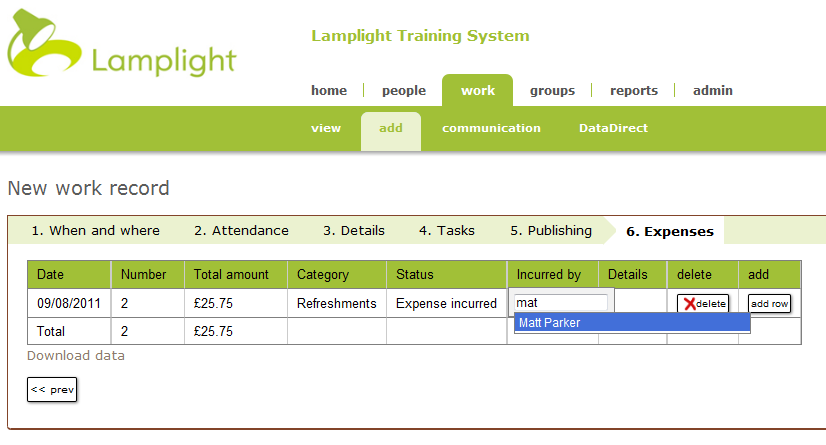 Lamplight
Lamplight Training System
home people work groups reports admin
view add communication DataDirect
New work record
1. When and where 2. Attendance 3. Details 4. Tasks 5. Publishing 6. Expenses
Date Number Total amount Category Status Incurred by Details delete add
09/08/2011 2 £25.75 Refreshments Expense incurred mat delete add row
Matt Parker
Total 2 £25.75
Download data
<< prev